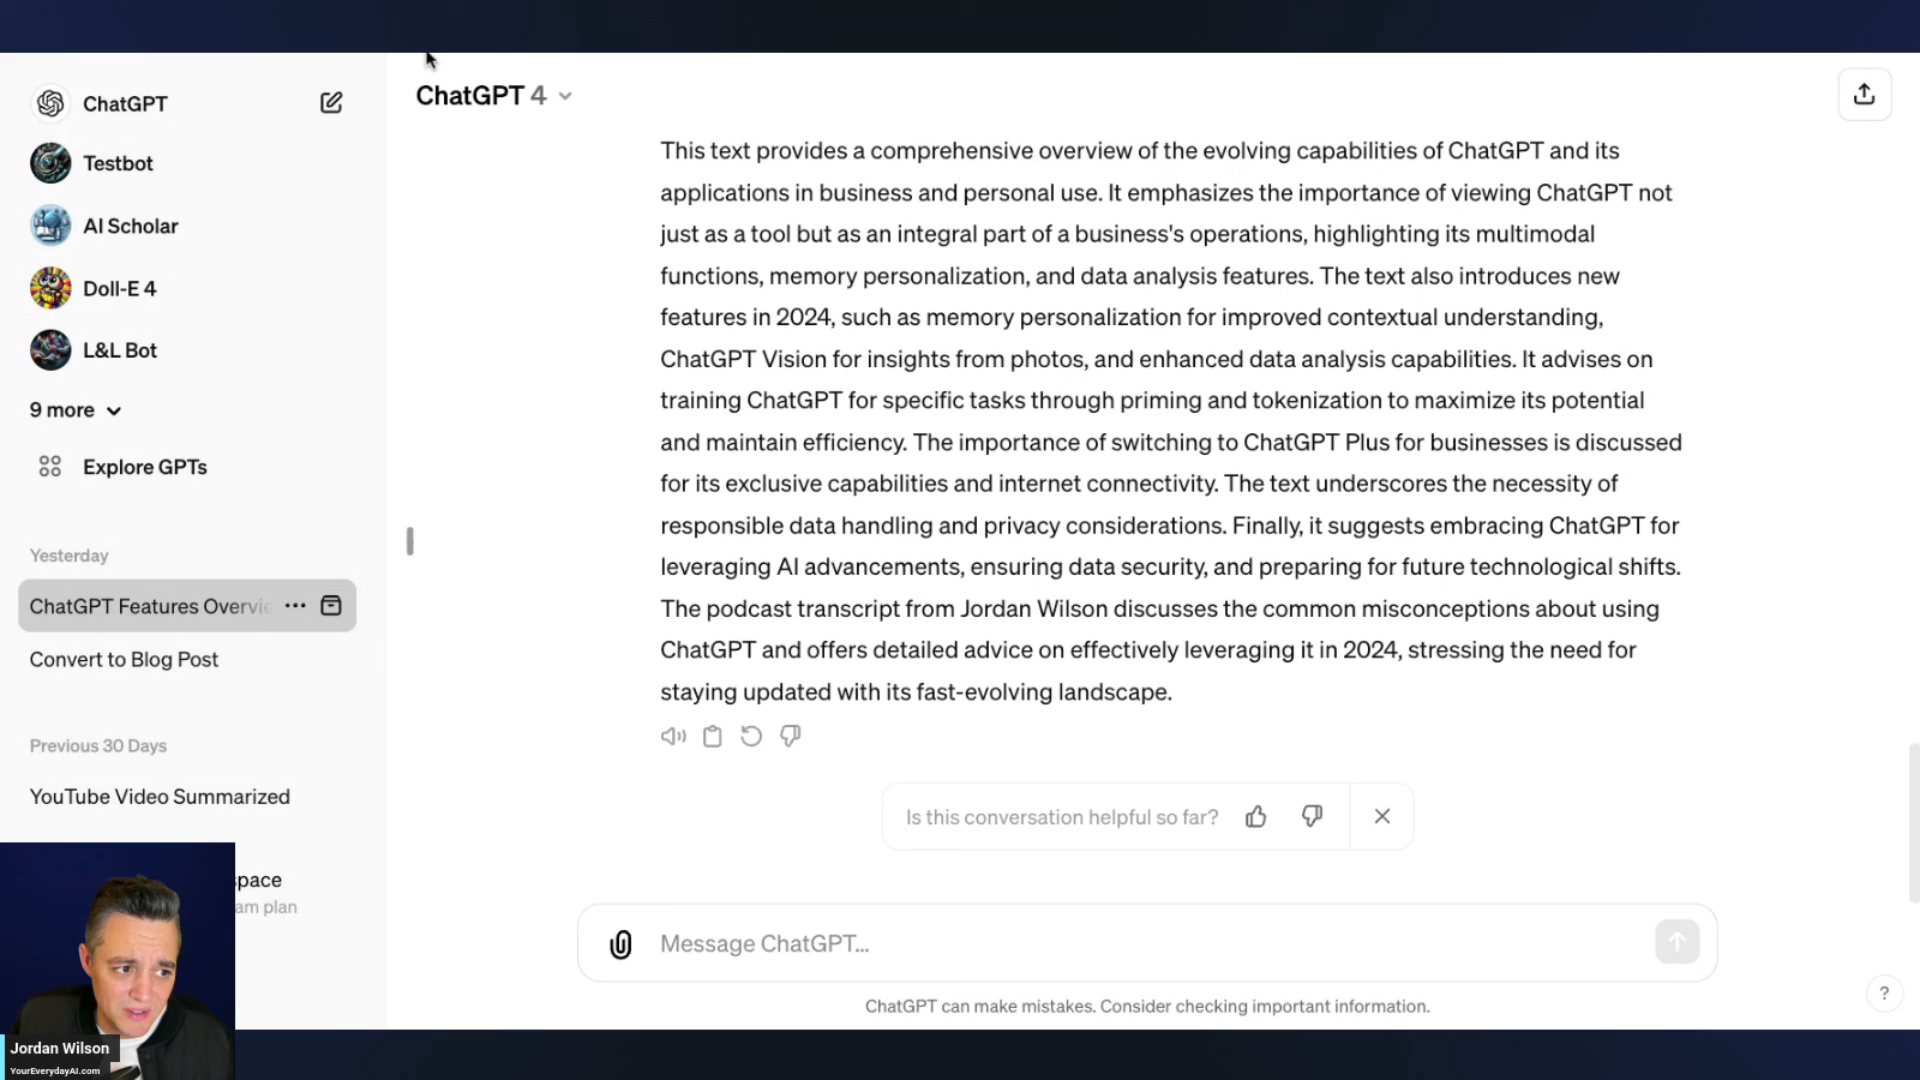 ChatGPT
Testbot
AI Scholar
Doll-E 4
L&L Bot
9 more
Explore GPTs
Yesterday
ChatGPT Features Overvie
Convert to Blog Post
Previous 30 Days
YouTube Video Summarized
space
am plan
Jordan Wilson
YourEverydayAI.com
ChatGPT 4
This text provides a comprehensive overview of the evolving capabilities of ChatGPT and its
applications in business and personal use. It emphasizes the importance of viewing ChatGPT not
just as a tool but as an integral part of a business's operations, highlighting its multimodal
functions, memory personalization, and data analysis features. The text also introduces new
features in 2024, such as memory personalization for improved contextual understanding,
ChatGPT Vision for insights from photos, and enhanced data analysis capabilities. It advises on
training ChatGPT for specific tasks through priming and tokenization to maximize its potential
and maintain efficiency. The importance of switching to ChatGPT Plus for businesses is discussed
for its exclusive capabilities and internet connectivity. The text underscores the necessity of
responsible data handling and privacy considerations. Finally, it suggests embracing ChatGPT for
leveraging AI advancements, ensuring data security, and preparing for future technological shifts.
The podcast transcript from Jordan Wilson discusses the common misconceptions about using
ChatGPT and offers detailed advice on effectively leveraging it in 2024, stressing the need for
staying updated with its fast-evolving landscape.
Is this conversation helpful so far?
Message ChatGPT...
ChatGPT can make mistakes. Consider checking important information.
?